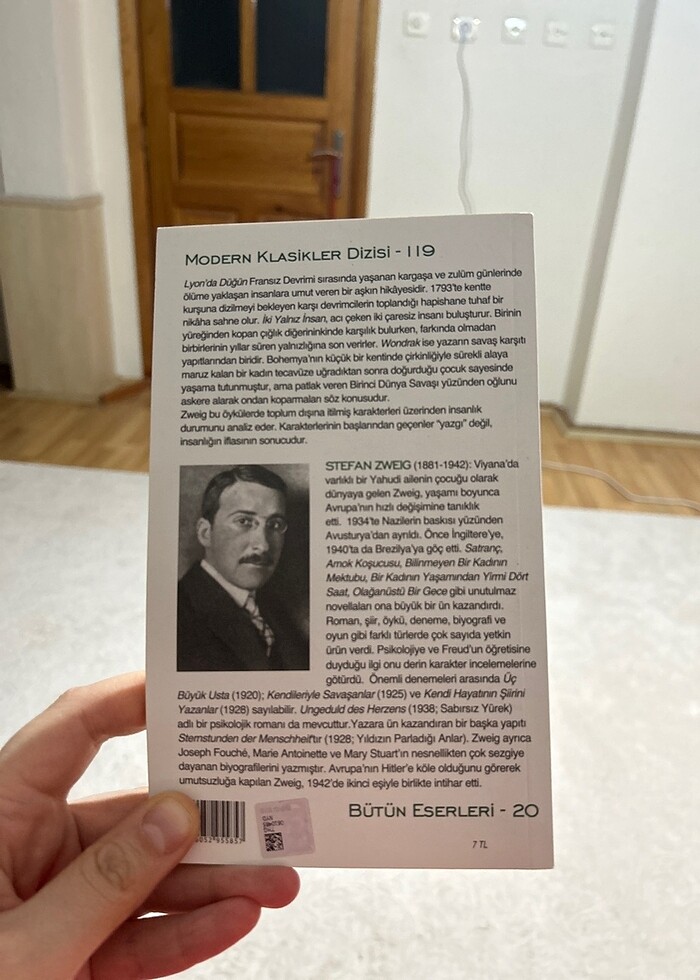 MODERN KLASİKLER DİZİSİ - 119
Lyon'da Düğün Fransız Devrimi sırasında yaşanan kargaşa ve zulüm günlerinde
ölüme yaklaşan insanlara umut veren bir aşkın hikâyesidir. 1793'te kentte
kurşuna dizilmeyi bekleyen karşı devrimcilerin toplandığı hapishane tuhaf bir
nikâha sahne olur. İki Yalnız İnsan, acı çeken iki çaresiz insanı buluşturur. Birinin
yüreğinden kopan çığlık diğerininkinde karşılık bulurken, farkında olmadan
birbirlerinin yıllar süren yalnızlığına son verirler. Wondrak ise yazarın savaş karşıtı
yapıtlarından biridir. Bohemya'nın küçük bir kentinde çirkinliğiyle sürekli alaya
maruz kalan bir kadın tecavüze uğradıktan sonra doğurduğu çocuk sayesinde
yaşama tutunmuştur, ama patlak veren Birinci Dünya Savaşı yüzünden oğlunu
askere alarak ondan koparmaları söz konusudur.
Zweig bu öykülerde toplum dışına itilmiş karakterleri üzerinden insanlık
durumunu analiz eder. Karakterlerinin başlarından geçenler "yazgı" değil,
insanlığın iflasının sonucudur.
STEFAN ZWEIG (1881-1942): Viyana'da
varlıklı bir Yahudi ailenin çocuğu olarak
dünyaya gelen Zweig, yaşamı boyunca
Avrupa'nın hızlı değişimine tanıklık
etti. 1934'te Nazilerin baskısı yüzünden
Avusturya'dan ayrıldı. Önce İngiltere'ye,
1940'ta da Brezilya'ya göç etti. Satranç,
Amok Koşucusu, Bilinmeyen Bir Kadının
Mektubu, Bir Kadının Yaşamından Yirmi Dört
Saat, Olağanüstü Bir Gece gibi unutulmaz
novellaları ona büyük bir ün kazandırdı.
Roman, şiir, öykü, deneme, biyografi ve
oyun gibi farklı türlerde çok sayıda yetkin
ürün verdi. Psikolojiye ve Freud'un öğretisine
duyduğu ilgi onu derin karakter incelemelerine
götürdü. Önemli denemeleri arasında Üç
Büyük Usta (1920); Kendileriyle Savaşanlar (1925) ve Kendi Hayatının Şiirini
Yazanlar (1928) sayılabilir. Ungeduld des Herzens (1938; Sabırsız Yürek)
adlı bir psikolojik romanı da mevcuttur.Yazara ün kazandıran bir başka yapıtı
Sternstunden der Menschheit'tır (1928; Yıldızın Parladığı Anlar). Zweig ayrıca
Joseph Fouché, Marie Antoinette ve Mary Stuart'ın nesnellikten çok sezgiye
dayanan biyografilerini yazmıştır. Avrupa'nın Hitler'e köle olduğunu görerek
umutsuzluğa kapılan Zweig, 1942'de ikinci eşiyle birlikte intihar etti.
BÜTÜN ESERLERİ - 20
7 TL